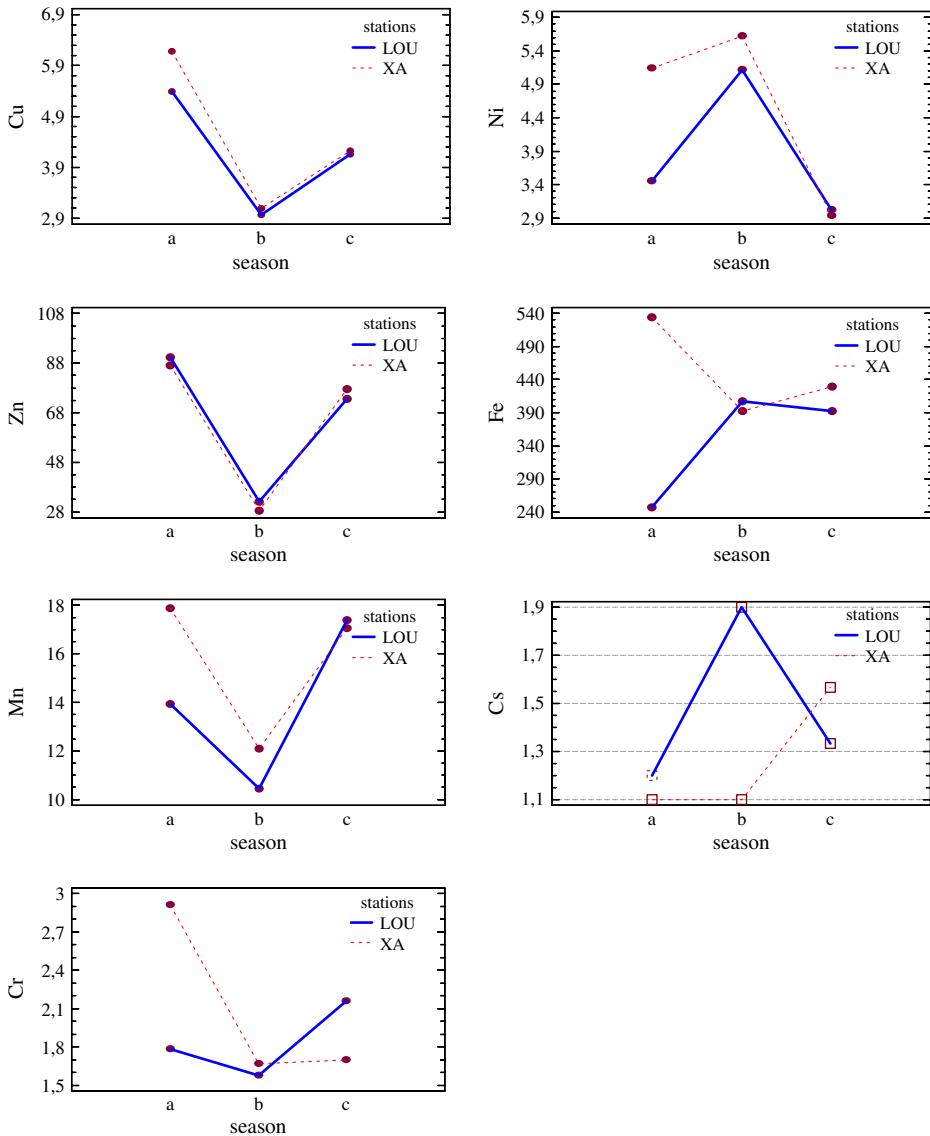 6,9
5,9
4,9
3,9
2,9
Cu
stations
LOU
XA
a b c
season
5,9
5,4
4,9
4,4
3,9
3,4
2,9
Ni
stations
LOU
XA
a b c
season
108
88
68
48
28
Zn
stations
LOU
XA
a b c
season
540
490
440
390
340
290
240
Fe
stations
LOU
XA
a b c
season
18
16
14
12
10
Mn
stations
LOU
XA
a b c
season
1,9
1,7
1,5
1,3
1,1
Cs
stations
LOU
XA
a b c
season
3
2,7
2,4
2,1
1,8
1,5
Cr
stations
LOU
XA
a b c
season